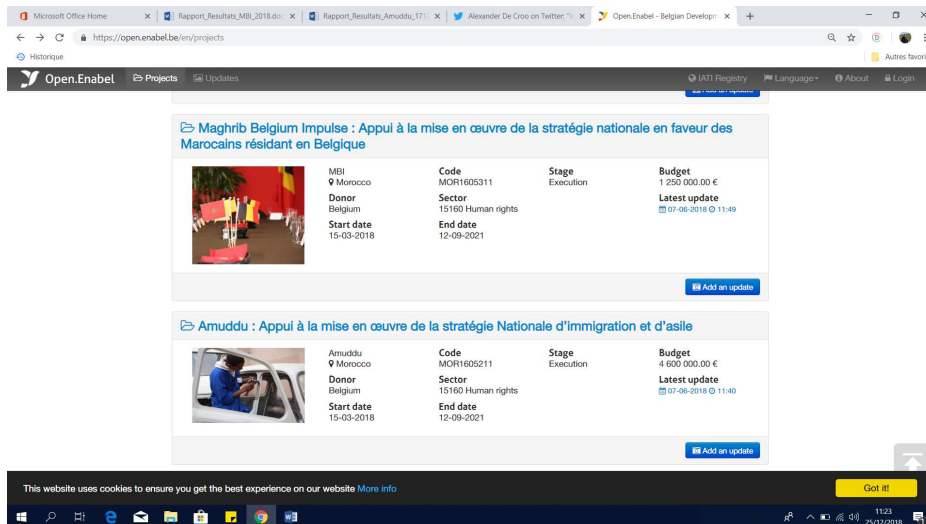 Microsoft Office Home
Rapport_Resultats_MBI_2018.doc
Rapport_Resultats_Amuddu_171
Alexander De Croo on Twitter:
Open.Enabel - Belgian Developm
https://open.enabel.be/en/projects
Historique
Autres favori
Open.Enabel Projects Updates IATI Registry Language About Login
Add an update
Maghrib Belgium Impulse : Appui à la mise en œuvre de la stratégie nationale en faveur des
Marocains résidant en Belgique
MBI Code Stage Budget
Morocco MOR1605311 Execution 1 250 000.00 €
Donor Sector Latest update
Belgium 15160 Human rights 07-06-2018 11:49
Start date End date
15-03-2018 12-09-2021
Add an update
Amuddu : Appui à la mise en œuvre de la stratégie Nationale d'immigration et d'asile
Amuddu Code Stage Budget
Morocco MOR1605211 Execution 4 600 000.00 €
Donor Sector Latest update
Belgium 15160 Human rights 07-06-2018 11:40
Start date End date
15-03-2018 12-09-2021
Add an update
This website uses cookies to ensure you get the best experience on our website More info Got it!
11:23
25/12/2018